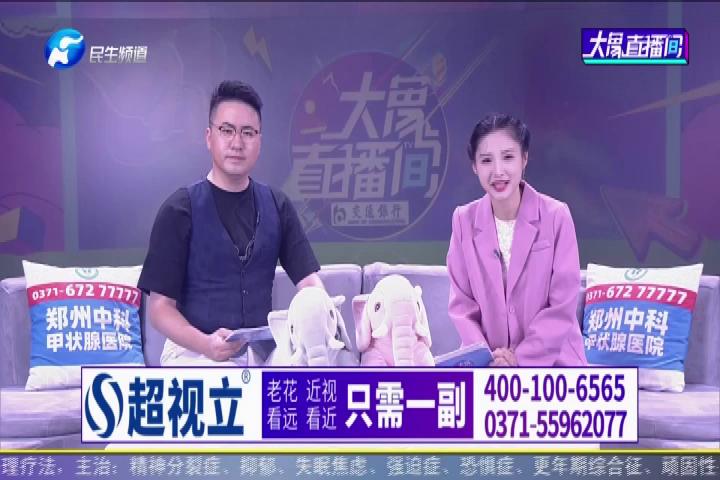 民生频道
大象直播间
大象
直播间
交通银行
0371-67277777
郑州中科
甲状腺医院
0371-67277777
郑州中科
甲状腺医院
超视立®
老花 近视
看远 看近
只需一副
400-100-6565
0371-55962077
理疗法。主治：精神分裂症、抑郁、失眠焦虑、强迫症、恐惧症、更年期综合征、顽固性